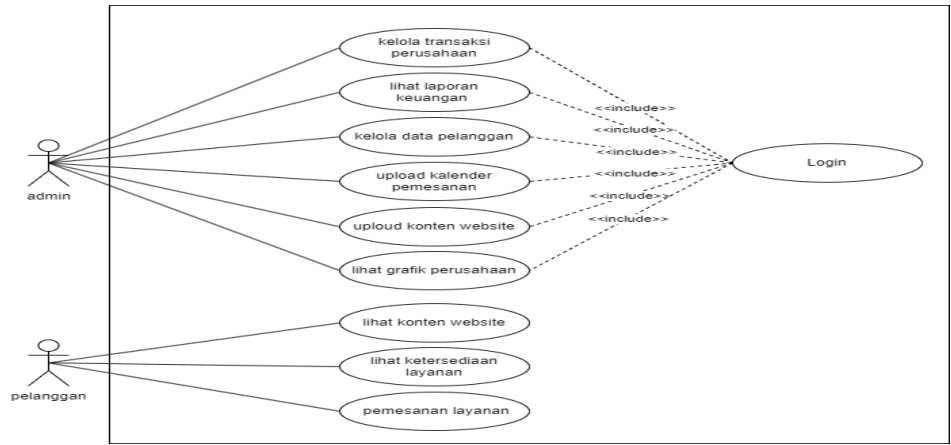 kelola transaksi
perusahaan
lihat laporan
keuangan
<<include>>
<<include>>
kelola data pelanggan
<<include>>
Login
upload kalender
pemesanan
<<include>>
admin
<<include>>
uploud konten website
<<include>>
lihat grafik perusahaan
lihat konten website
lihat ketersediaan
layanan
pelanggan
pemesanan layanan